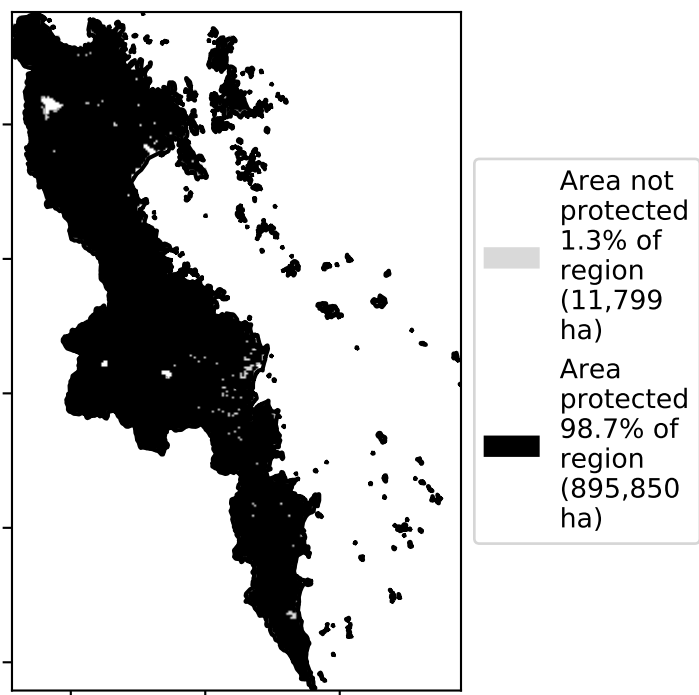 Area not
protected
1.3% of
region
(11,799
ha)
Area
protected
98.7% of
region
(895,850
ha)